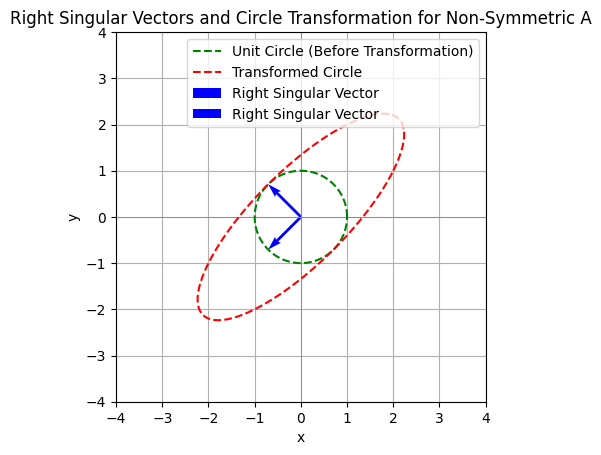 Right Singular Vectors and Circle Transformation for Non-Symmetric A
Unit Circle (Before Transformation)
Transformed Circle
Right Singular Vector
Right Singular Vector
4
3
2
1
0
−1
−2
−3
−4
y
−4 −3 −2 −1 0 1 2 3 4
x